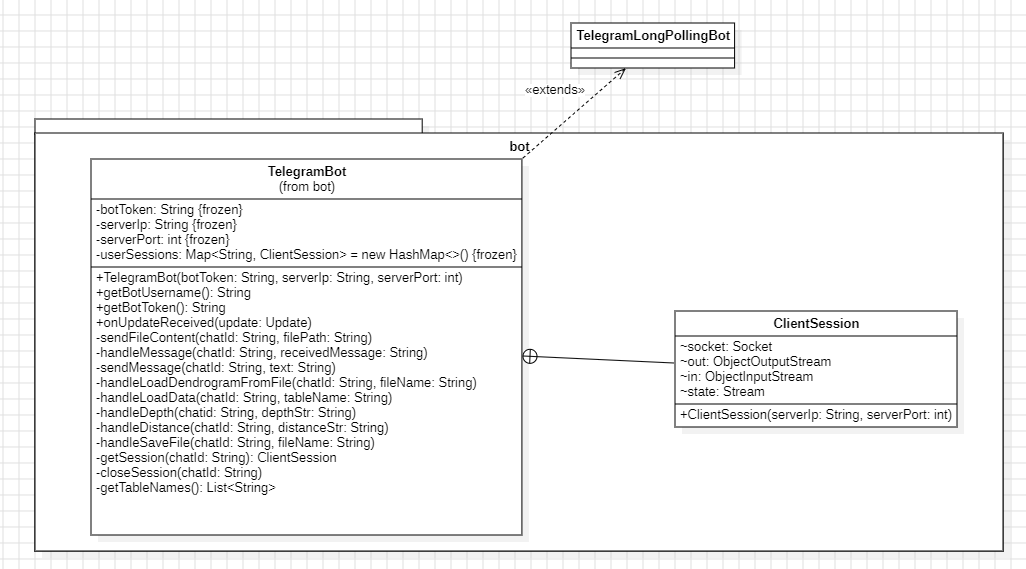 TelegramLongPollingBot
«extends»
bot
TelegramBot
(from bot)
-botToken: String {frozen}
-serverIp: String {frozen}
-serverPort: int {frozen}
-userSessions: Map<String, ClientSession> = new HashMap<>() {frozen}
+TelegramBot(botToken: String, serverIp: String, serverPort: int)
+getBotUsername(): String
+getBotToken(): String
+onUpdateReceived(update: Update)
-sendFileContent(chatId: String, filePath: String)
-handleMessage(chatId: String, receivedMessage: String)
-sendMessage(chatId: String, text: String)
-handleLoadDendrogramFromFile(chatId: String, fileName: String)
-handleLoadData(chatId: String, tableName: String)
-handleDepth(chatid: String, depthStr: String)
-handleDistance(chatId: String, distanceStr: String)
-handleSaveFile(chatId: String, fileName: String)
-getSession(chatId: String): ClientSession
-closeSession(chatId: String)
-getTableNames(): List<String>
ClientSession
~socket: Socket
~out: ObjectOutputStream
~in: ObjectInputStream
~state: Stream
+ClientSession(serverIp: String, serverPort: int)